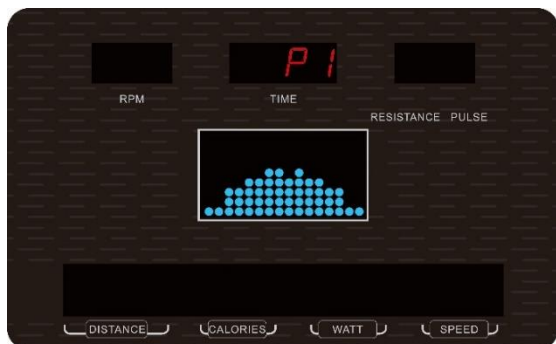 P1
RPM
TIME
RESISTANCE PULSE
DISTANCE
CALORIES
WATT
SPEED